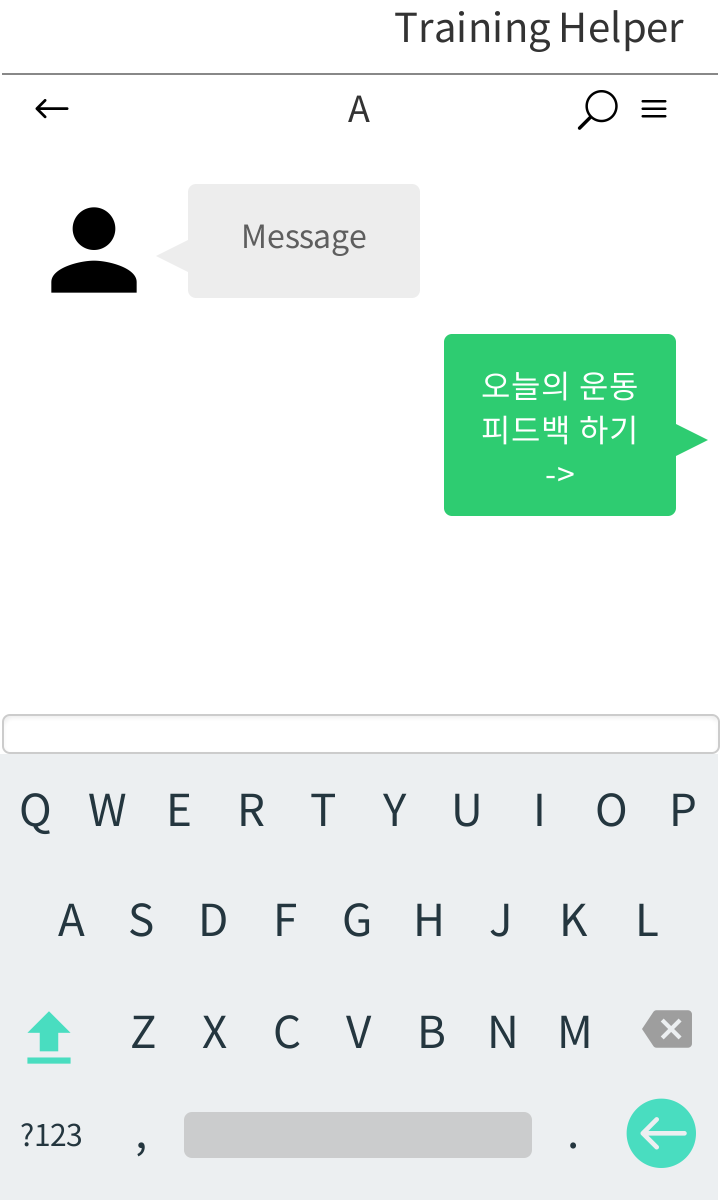 Training Helper
A
Message
오늘의 운동
피드백 하기
->
Q W E R T Y U I O P
A S D F G H J K L
Z X C V B N M
?123 , .